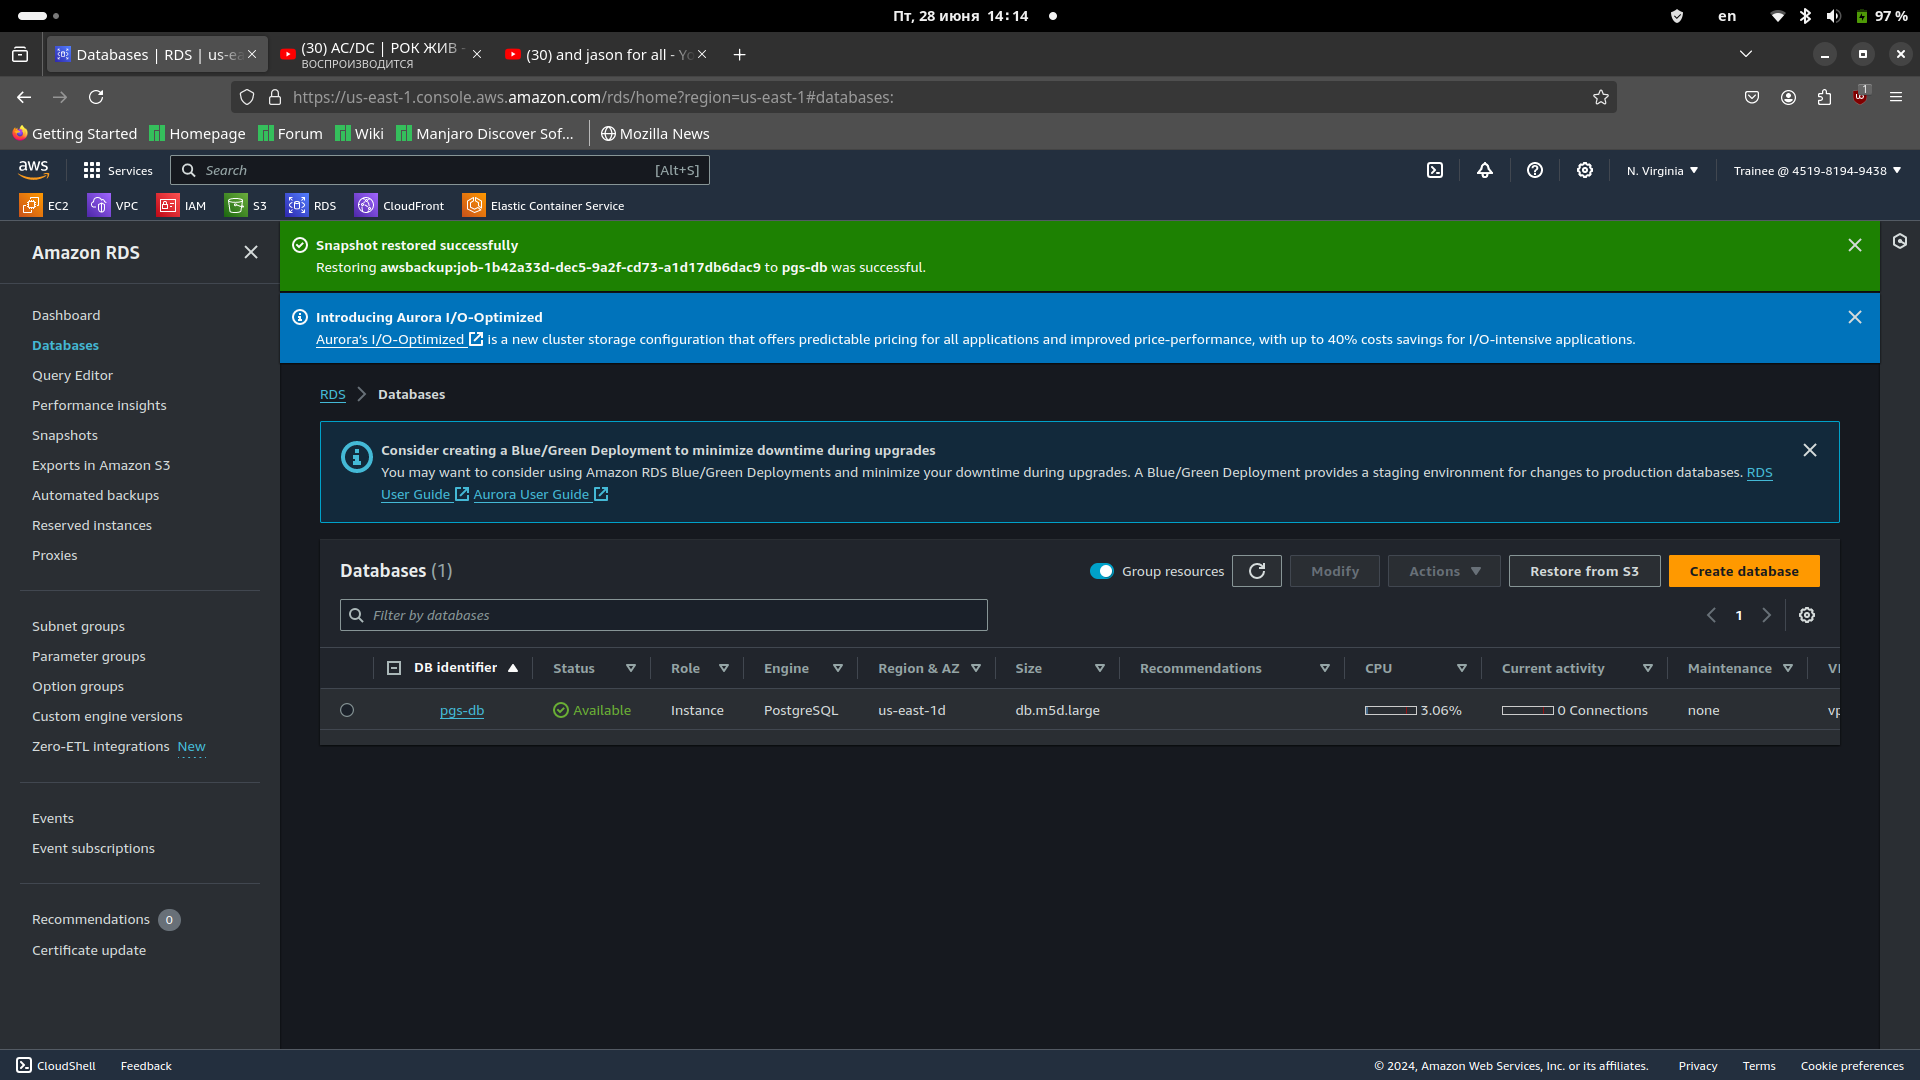 Пт, 28 июня 14:14
en
97 %
Databases | RDS | us-ea
(30) AC/DC | РОК ЖИВ -
ВОСПРОИЗВОДИТСЯ
(30) and jason for all - Yo
https://us-east-1.console.aws.amazon.com/rds/home?region=us-east-1#databases:
1
Getting Started
Homepage
Forum
Wiki
Manjaro Discover Sof...
Mozilla News
aws
Services
Search
[Alt+S]
N. Virginia
Trainee @ 4519-8194-9438
EC2
VPC
IAM
S3
RDS
CloudFront
Elastic Container Service
Amazon RDS
Dashboard
Databases
Query Editor
Performance insights
Snapshots
Exports in Amazon S3
Automated backups
Reserved instances
Proxies
Subnet groups
Parameter groups
Option groups
Custom engine versions
Zero-ETL integrations New
Events
Event subscriptions
Recommendations 0
Certificate update
Snapshot restored successfully
Restoring awsbackup:job-1b42a33d-dec5-9a2f-cd73-a1d17db6dac9 to pgs-db was successful.
Introducing Aurora I/O-Optimized
Aurora's I/O-Optimized is a new cluster storage configuration that offers predictable pricing for all applications and improved price-performance, with up to 40% costs savings for I/O-intensive applications.
RDS
Databases
Consider creating a Blue/Green Deployment to minimize downtime during upgrades
You may want to consider using Amazon RDS Blue/Green Deployments and minimize your downtime during upgrades. A Blue/Green Deployment provides a staging environment for changes to production databases. RDS
User Guide Aurora User Guide
Databases (1)
Group resources
Modify
Actions
Restore from S3
Create database
Filter by databases
1
DB identifier Status Role Engine Region & AZ Size Recommendations CPU Current activity Maintenance
pgs-db Available Instance PostgreSQL us-east-1d db.m5d.large 3.06% 0 Connections none
CloudShell
Feedback
© 2024, Amazon Web Services, Inc. or its affiliates.
Privacy
Terms
Cookie preferences